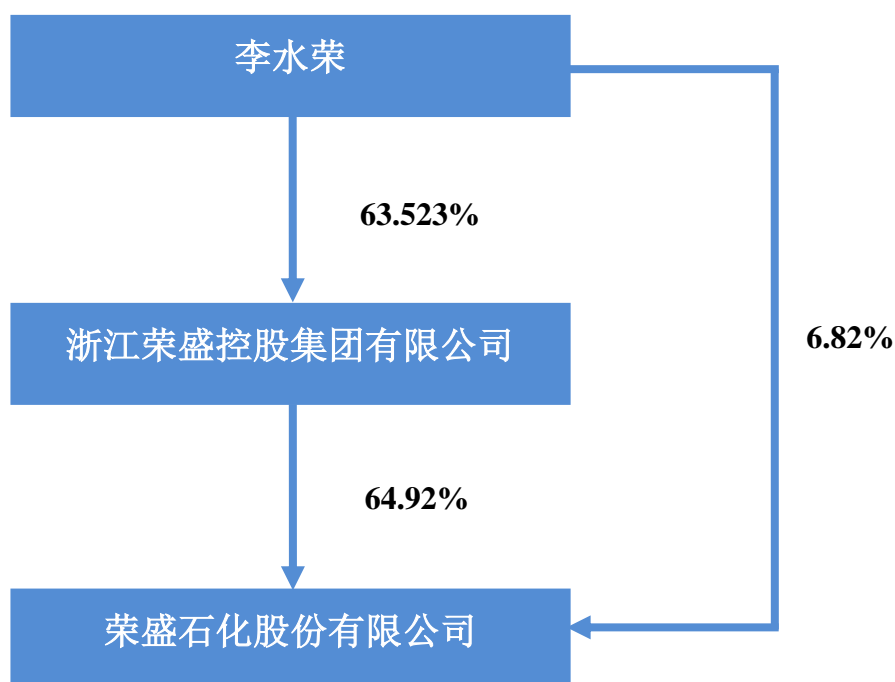 李水荣
63.523%
浙江荣盛控股集团有限公司
6.82%
64.92%
荣盛石化股份有限公司